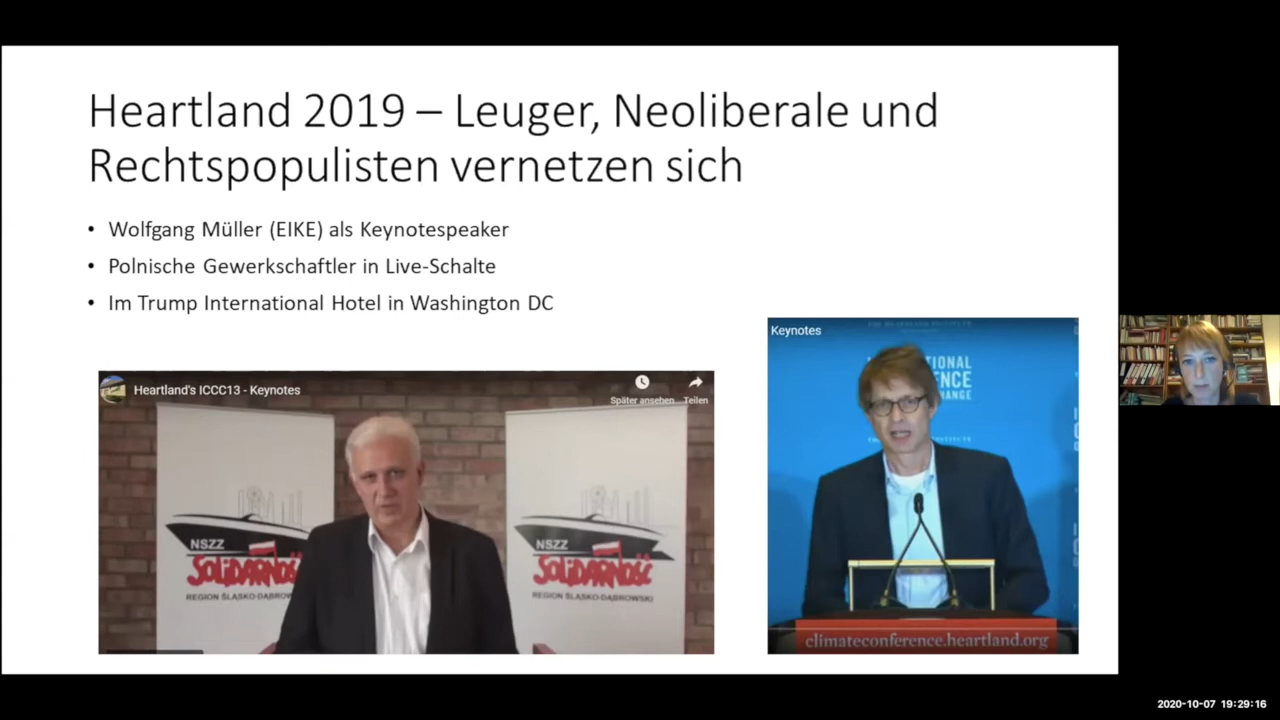 Heartland 2019 – Leuger, Neoliberale und
Rechtspopulisten vernetzen sich
• Wolfgang Müller (EIKE) als Keynotespeaker
• Polnische Gewerkschaftler in Live-Schalte
• Im Trump International Hotel in Washington DC
Heartland's ICCC13 - Keynotes
Später ansehen
Teilen
NSZZ
SOLIDARNOŚĆ
REGION ŚLĄSKO-DĄBROWSKI
NSZZ
SOLIDARNOŚĆ
REGION ŚLĄSKO-DĄBROWSKI
Keynotes
climateconference.heartland.org
2020-10-07 19:29:16